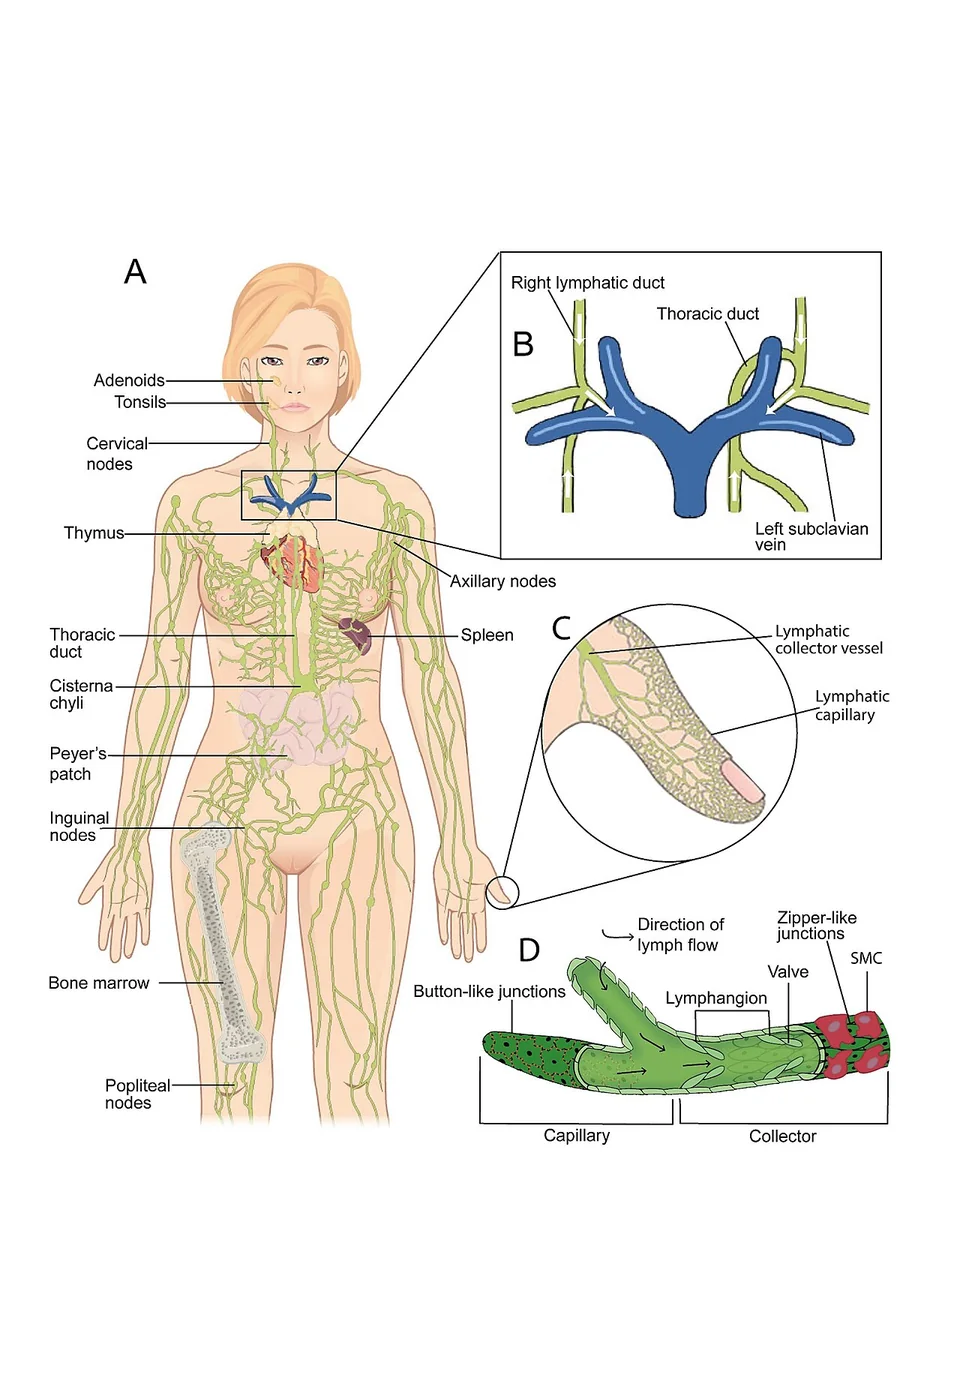 A
Adenoids
Tonsils
Cervical
nodes
Thymus
Thoracic
duct
Cisterna
chyli
Peyer's
patch
Inguinal
nodes
Bone marrow
Popliteal
nodes
Axillary nodes
Spleen
B
Right lymphatic duct
Thoracic duct
Left subclavian
vein
C
Lymphatic
collector vessel
Lymphatic
capillary
D
Direction of
lymph flow
Zipper-like
junctions
SMC
Valve
Lymphangion
Button-like junctions
Capillary
Collector